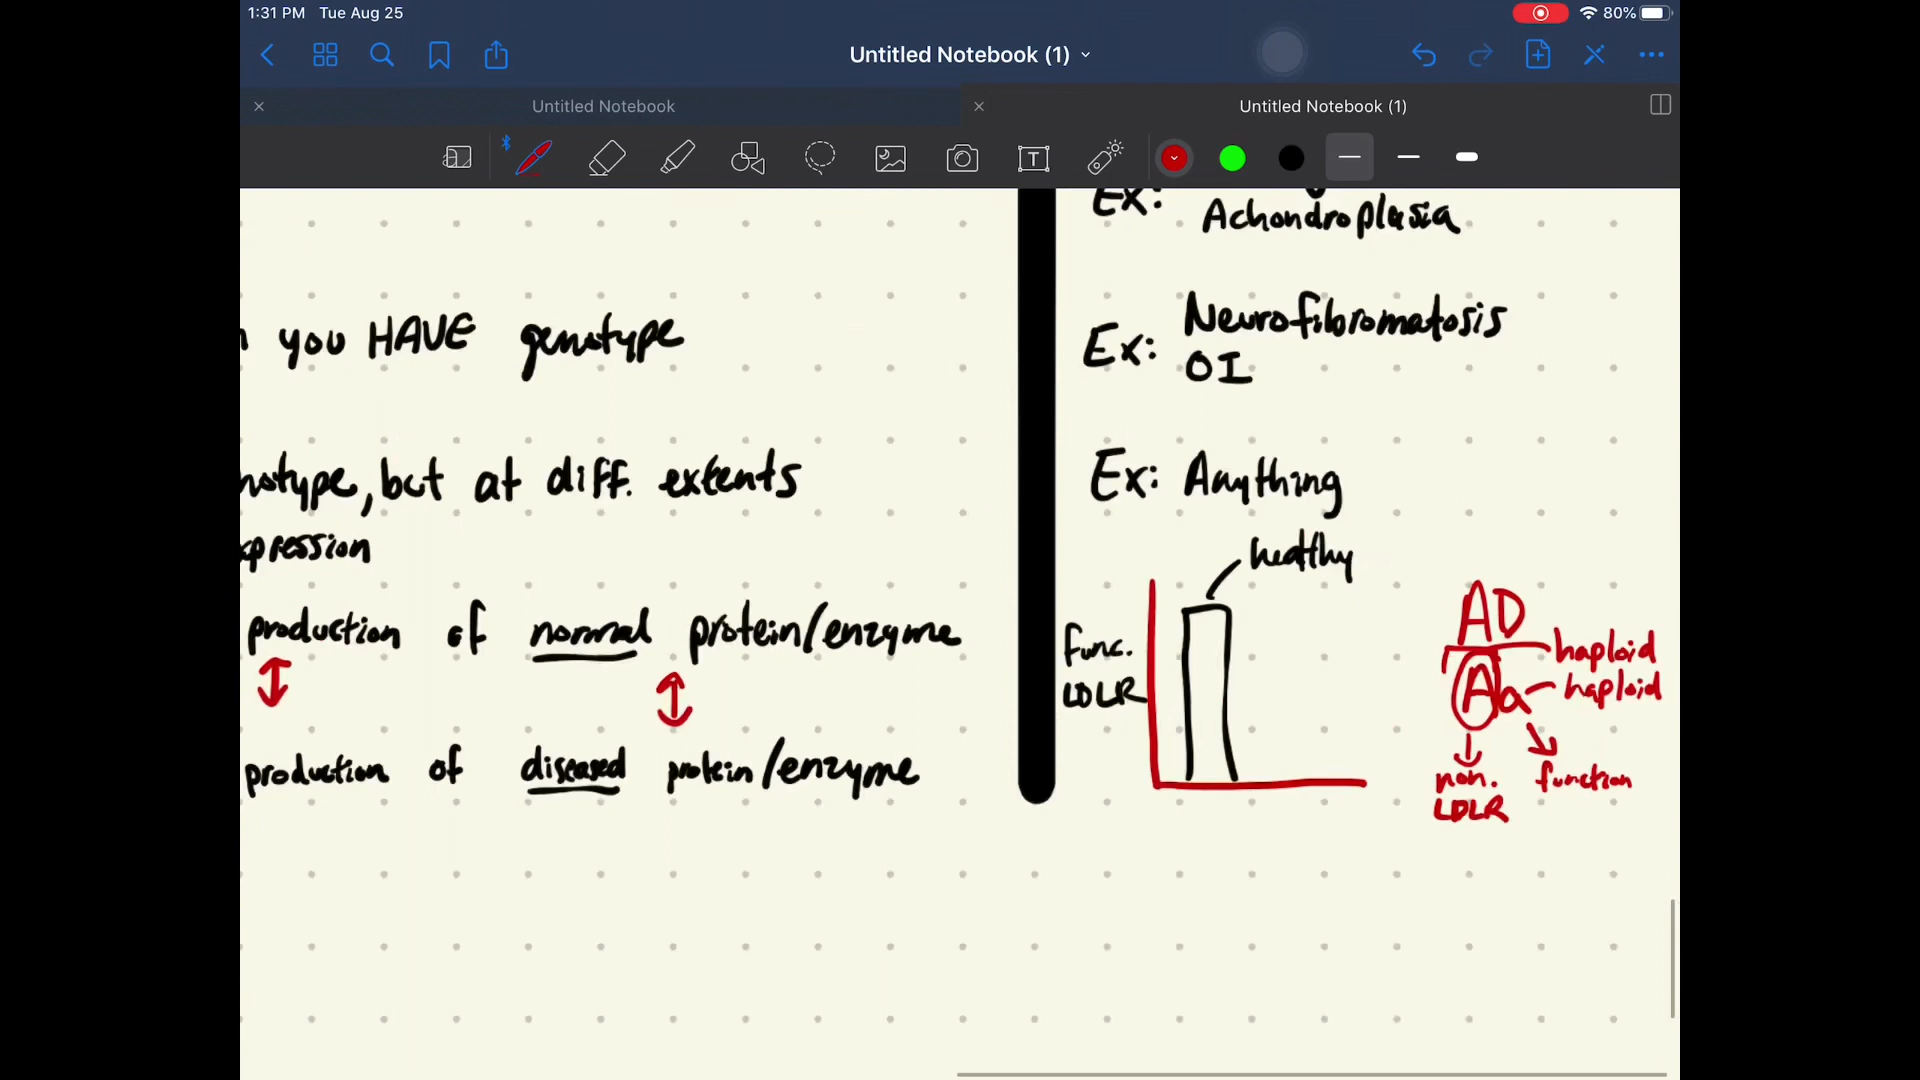 1:31 PM Tue Aug 25
80%
Untitled Notebook (1)
Untitled Notebook
Untitled Notebook (1)
T
Ex:
Achondroplasia
you HAVE genotype
Ex: Neurofibromatosis
OI
notype, but at diff. extents
Ex: Anything
xpression
healthy
production of normal protein/enzyme
Func.
LDLR
AD
haploid
Aa
haploid
production of diseased protein/enzyme
non.
LDLR
function